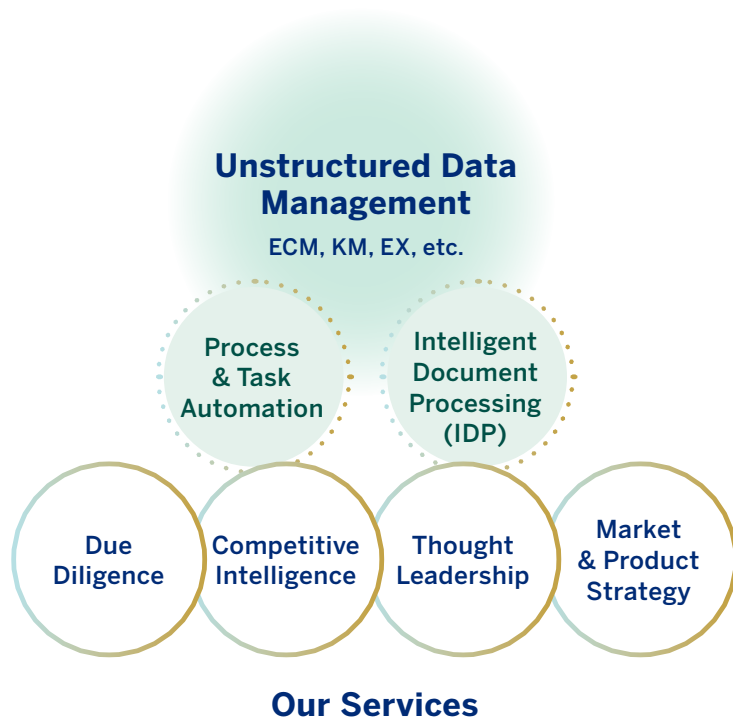 Unstructured Data
Management
ECM, KM, EX, etc.
Process
& Task
Automation
Intelligent
Document
Processing
(IDP)
Due
Diligence
Competitive
Intelligence
Thought
Leadership
Market
& Product
Strategy
Our Services